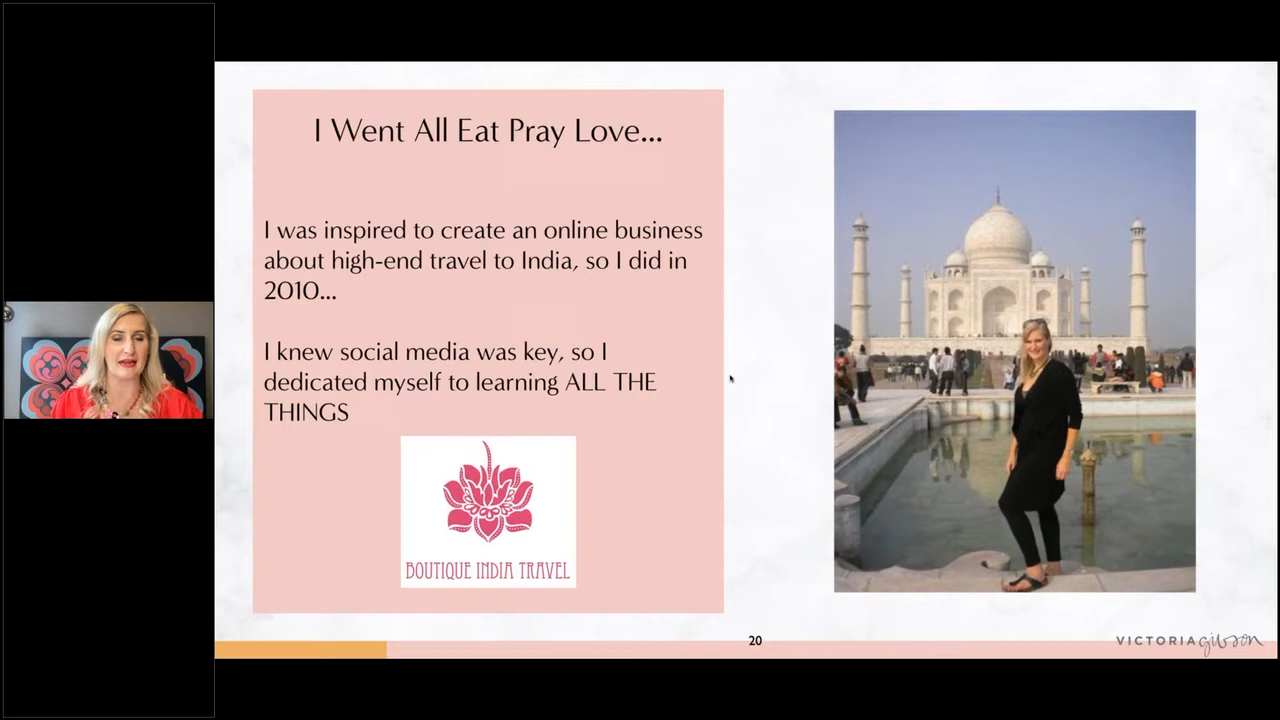 I Went All Eat Pray Love...
I was inspired to create an online business
about high-end travel to India, so I did in
2010...
I knew social media was key, so I
dedicated myself to learning ALL THE
THINGS
BOUTIQUE INDIA TRAVEL
20
VICTORIA gibson